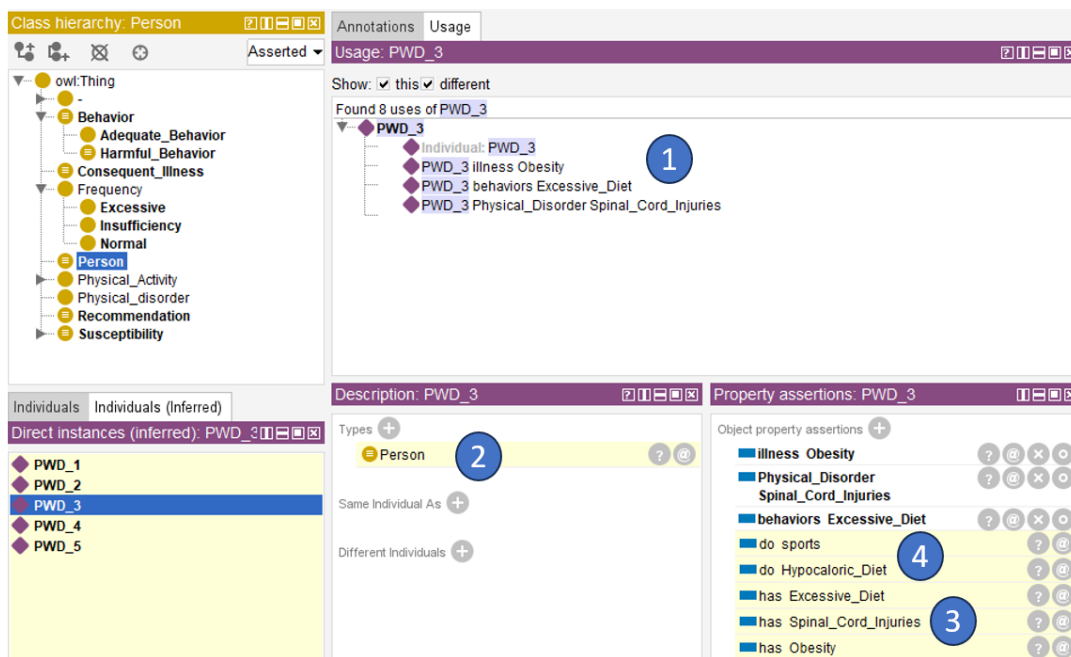 Class hierarchy: Person
Asserted
owl:Thing
-
Behavior
Adequate_Behavior
Harmful_Behavior
Consequent_Illness
Frequency
Excessive
Insufficiency
Normal
Person
Physical_Activity
Physical_disorder
Recommendation
Susceptibility
Annotations Usage
Usage: PWD_3
Show: this different
Found 8 uses of PWD_3
PWD_3
Individual: PWD_3
PWD_3 illness Obesity
PWD_3 behaviors Excessive_Diet
PWD_3 Physical_Disorder Spinal_Cord_Injuries
1
Individuals Individuals (Inferred)
Direct instances (inferred): PWD_3
PWD_1
PWD_2
PWD_3
PWD_4
PWD_5
Description: PWD_3
Types
Person
2
Same Individual As
Different Individuals
Property assertions: PWD_3
Object property assertions
illness Obesity
Physical_Disorder
Spinal_Cord_Injuries
behaviors Excessive_Diet
do sports
do Hypocaloric_Diet
4
has Excessive_Diet
has Spinal_Cord_Injuries
3
has Obesity